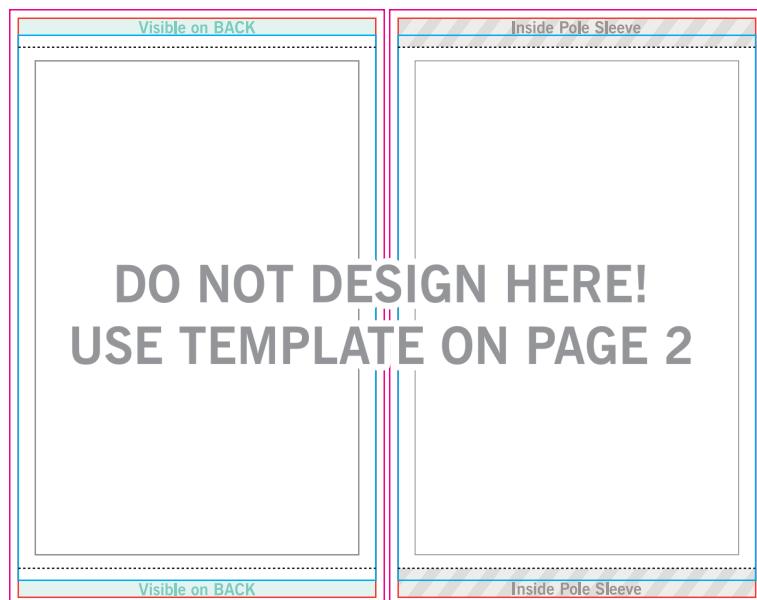 Visible on BACK
Inside Pole Sleeve
DO NOT DESIGN HERE!
USE TEMPLATE ON PAGE 2
Visible on BACK
Inside Pole Sleeve